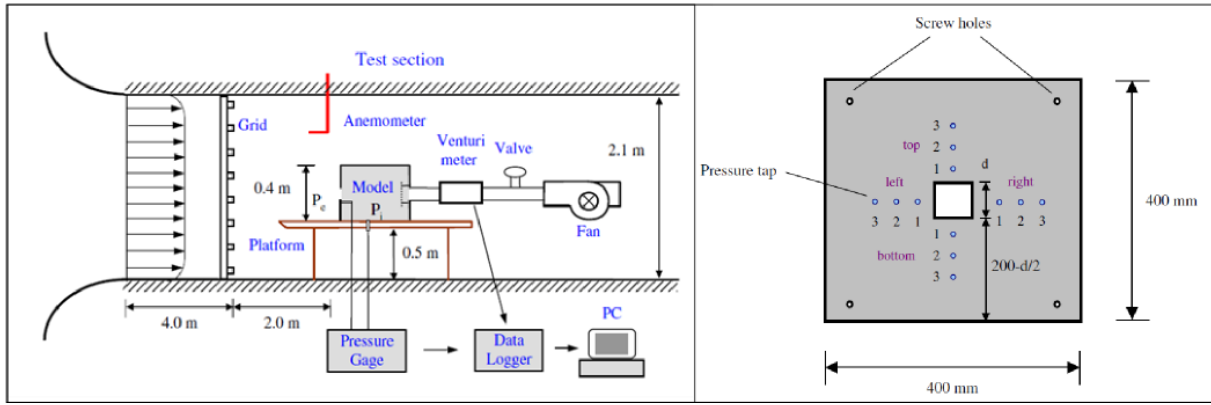 Test section
Grid
Anemometer
Venturi
meter
Valve
2.1 m
0.4 m
Model
Pe
Pi
Fan
Platform
0.5 m
4.0 m
2.0 m
PC
Pressure
Gage
Data
Logger
Screw holes
3
2
top
1
d
Pressure tap
left
right
3 2 1
1 2 3
400 mm
1
bottom
2
200-d/2
3
400 mm